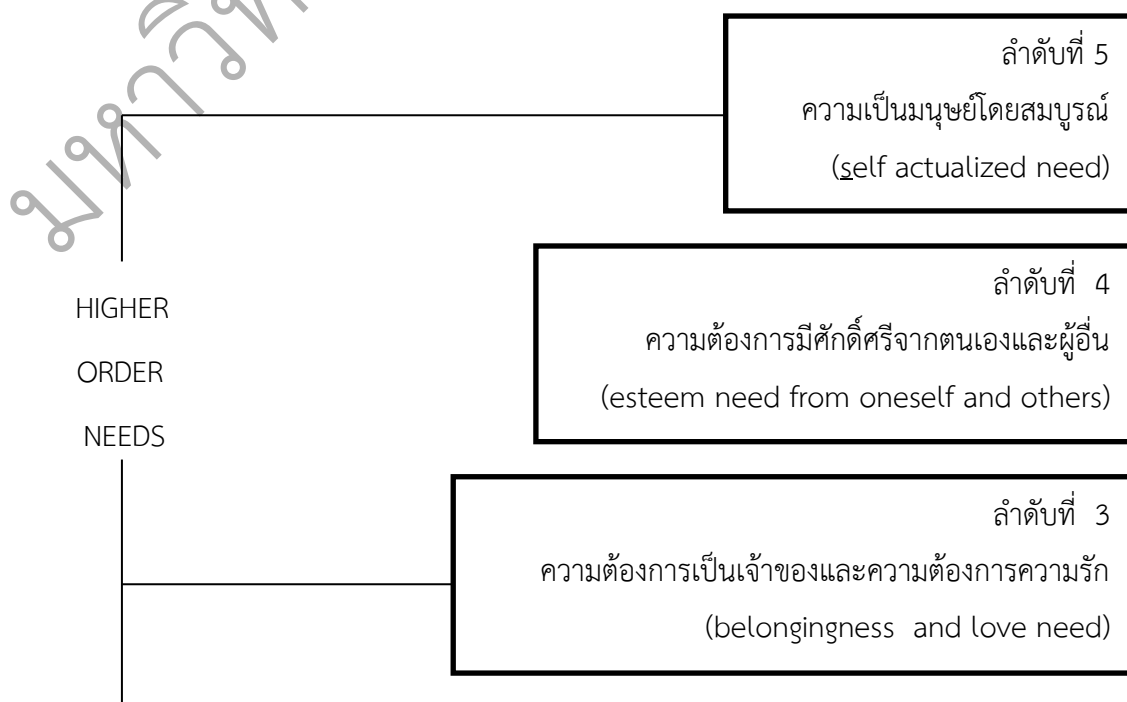 ลำดับที่ 5
ความเป็นมนุษย์โดยสมบูรณ์
(self actualized need)
HIGHER
ORDER
NEEDS
ลำดับที่ 4
ความต้องการมีศักดิ์ศรีจากตนเองและผู้อื่น
(esteem need from oneself and others)
ลำดับที่ 3
ความต้องการเป็นเจ้าของและความต้องการความรัก
(belongingness and love need)